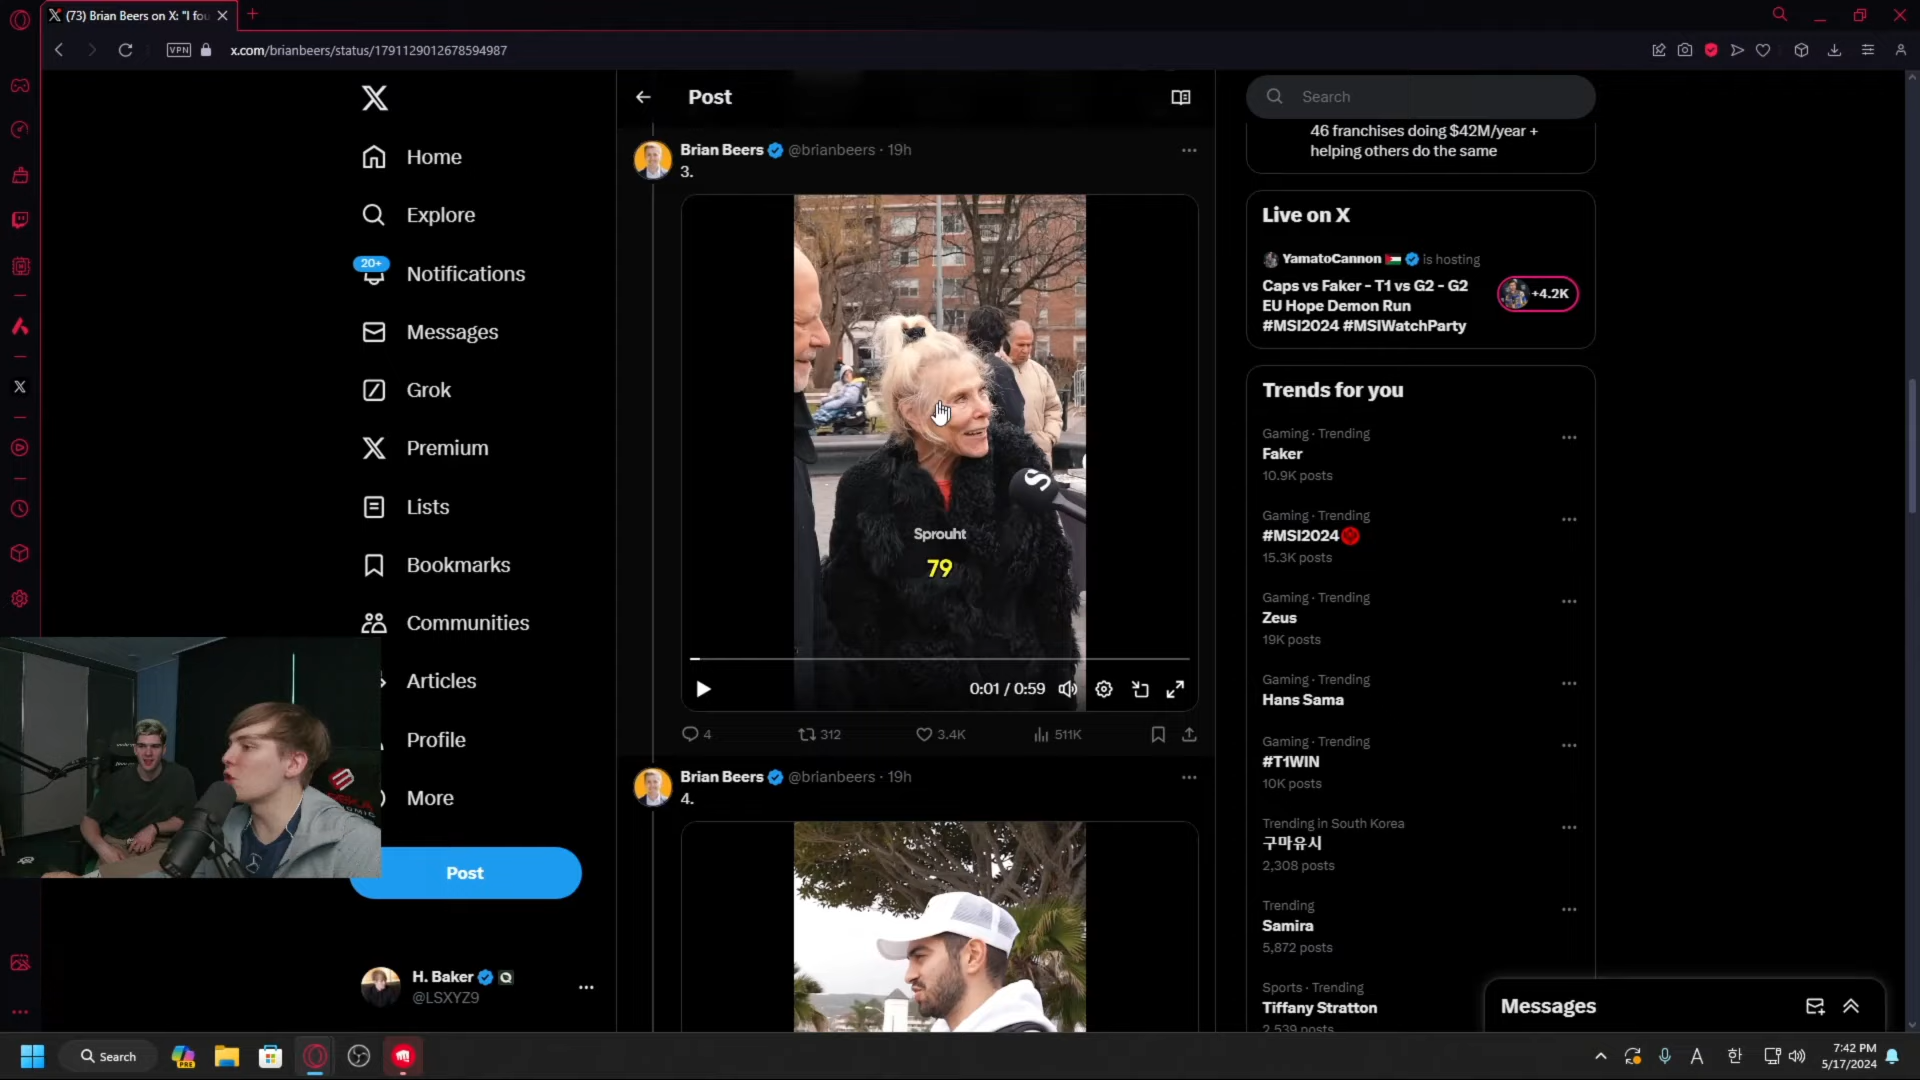 (73) Brian Beers on X: "I fou
VPN
x.com/brianbeers/status/1791129012678594987
Home
Explore
20+
Notifications
Messages
Grok
Premium
Lists
Bookmarks
Communities
Articles
Profile
More
Post
H. Baker
@LSXYZ9
Post
Brian Beers @brianbeers · 19h
3.
S
Sprouht
79
0:01 / 0:59
4
312
3.4K
511K
Brian Beers @brianbeers · 19h
4.
Search
46 franchises doing $42M/year +
helping others do the same
Live on X
YamatoCannon is hosting
Caps vs Faker - T1 vs G2 - G2
EU Hope Demon Run
#MSI2024 #MSIWatchParty
+4.2K
Trends for you
Gaming · Trending
Faker
10.9K posts
Gaming · Trending
#MSI2024
15.3K posts
Gaming · Trending
Zeus
19K posts
Gaming · Trending
Hans Sama
Gaming · Trending
#T1WIN
10K posts
Trending in South Korea
구마유시
2,308 posts
Trending
Samira
5,872 posts
Sports · Trending
Tiffany Stratton
2,539 posts
Messages
Search
PRE
A
한
7:42 PM
5/17/2024